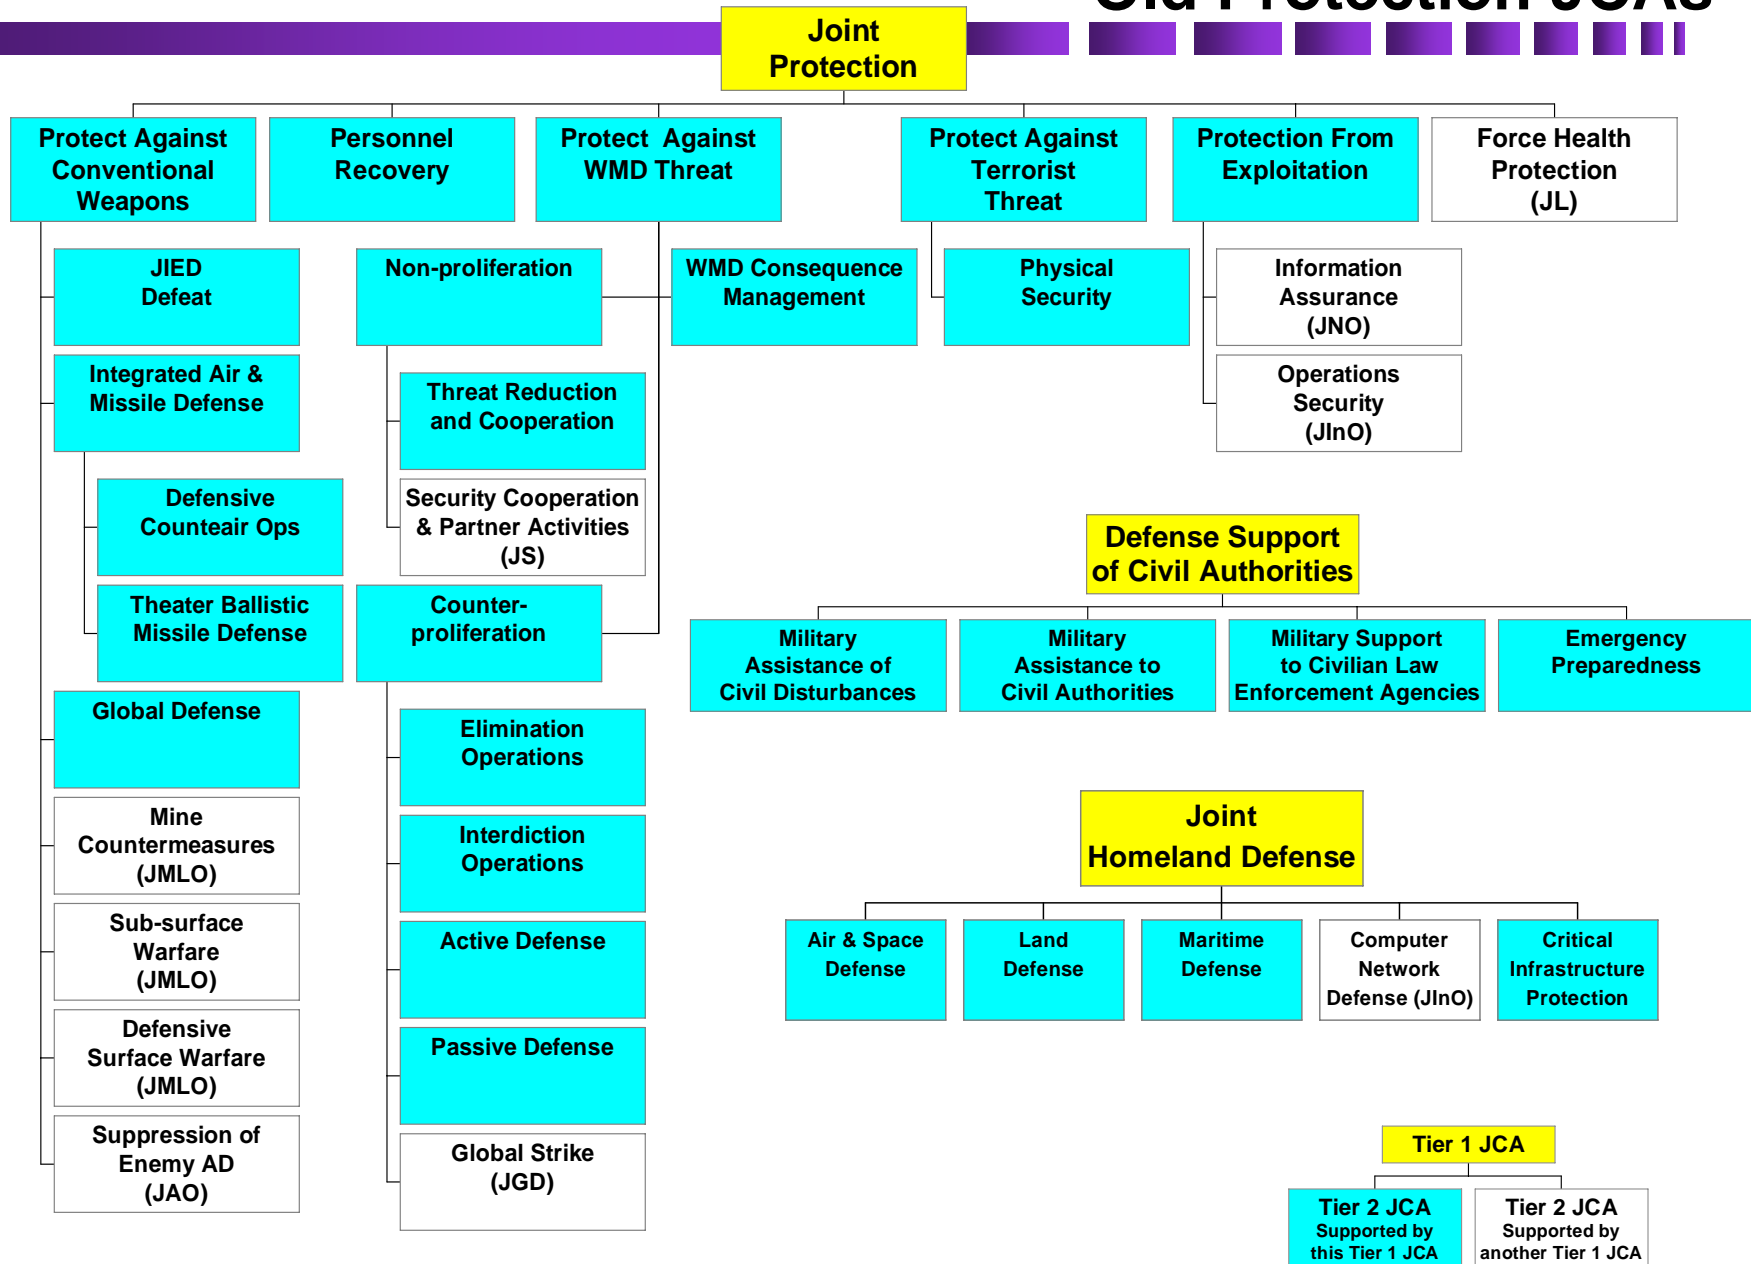 Old Protection JCAs
Joint
Protection
Protect Against
Conventional
Weapons
Personnel
Recovery
Protect Against
WMD Threat
Protect Against
Terrorist
Threat
Protection From
Exploitation
Force Health
Protection
(JL)
JIED
Defeat
Non-proliferation
WMD Consequence
Management
Physical
Security
Information
Assurance
(JNO)
Integrated Air &
Missile Defense
Threat Reduction
and Cooperation
Operations
Security
(JInO)
Defensive
Counteair Ops
Security Cooperation
& Partner Activities
(JS)
Theater Ballistic
Missile Defense
Counter-
proliferation
Global Defense
Elimination
Operations
Mine
Countermeasures
(JMLO)
Interdiction
Operations
Sub-surface
Warfare
(JMLO)
Active Defense
Defensive
Surface Warfare
(JMLO)
Passive Defense
Suppression of
Enemy AD
(JAO)
Global Strike
(JGD)
Defense Support
of Civil Authorities
Military
Assistance of
Civil Disturbances
Military
Assistance to
Civil Authorities
Military Support
to Civilian Law
Enforcement Agencies
Emergency
Preparedness
Joint
Homeland Defense
Air & Space
Defense
Land
Defense
Maritime
Defense
Computer
Network
Defense (JInO)
Critical
Infrastructure
Protection
Tier 1 JCA
Tier 2 JCA
Supported by
this Tier 1 JCA
Tier 2 JCA
Supported by
another Tier 1 JCA